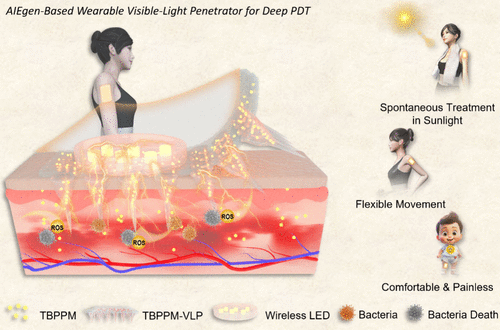 AIEgen-Based Wearable Visible-Light Penetrator for Deep PDT
Spontaneous Treatment
in Sunlight
Flexible Movement
Comfortable & Painless
ROS
ROS
ROS
TBPPM
TBPPM-VLP
Wireless LED
Bacteria
Bacteria Death